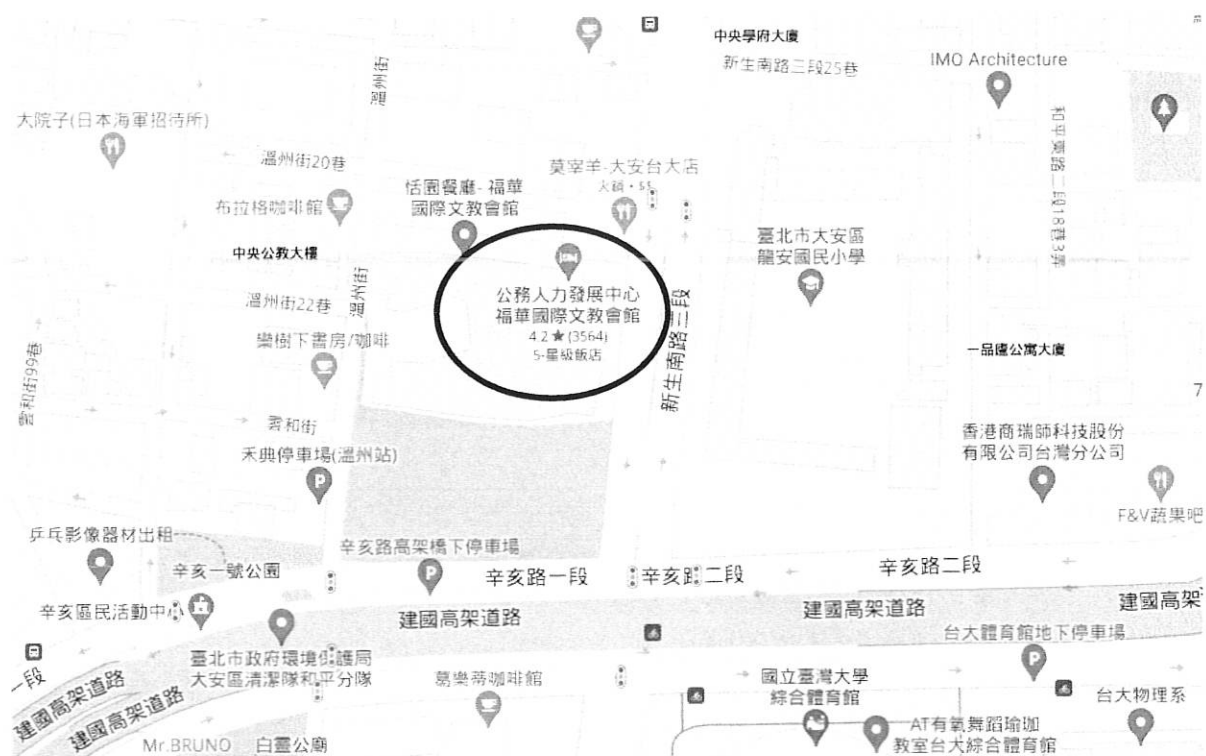 中央學府大廈
新生南路三段25巷
IMO Architecture
溫州街
大院子(日本海軍招待所)
和平東路二段18巷3弄
溫州街20巷
莫宰羊-大安台大店
火鍋・$$
恬園餐廳- 福華
國際文教會館
布拉格咖啡館
臺北市大安區
龍安國民小學
中央公教大樓
溫州街
溫州街22巷
公務人力發展中心
福華國際文教會館
4.2★(3564)
5-星級飯店
新生南路三段
欒樹下書房/咖啡
雲和街99巷
一品廬公寓大廈
7
雲和街
香港商瑞師科技股份
有限公司台灣分公司
禾典停車場(溫州站)
F&V蔬果吧
乒乓影像器材出租
辛亥路高架橋下停車場
辛亥一號公園
辛亥路一段
辛亥路二段
辛亥路二段
辛亥區民活動中心
建國高架道路
建國高架道路
建國高架
台大體育館地下停車場
臺北市政府環境保護局
大安區清潔隊和平分隊
一段
建國高架道路
建國高架道路
葛樂蒂咖啡館
國立臺灣大學
綜合體育館
台大物理系
AT有氧舞蹈瑜珈
教室台大綜合體育館
Mr.BRUNO
白靈公廟